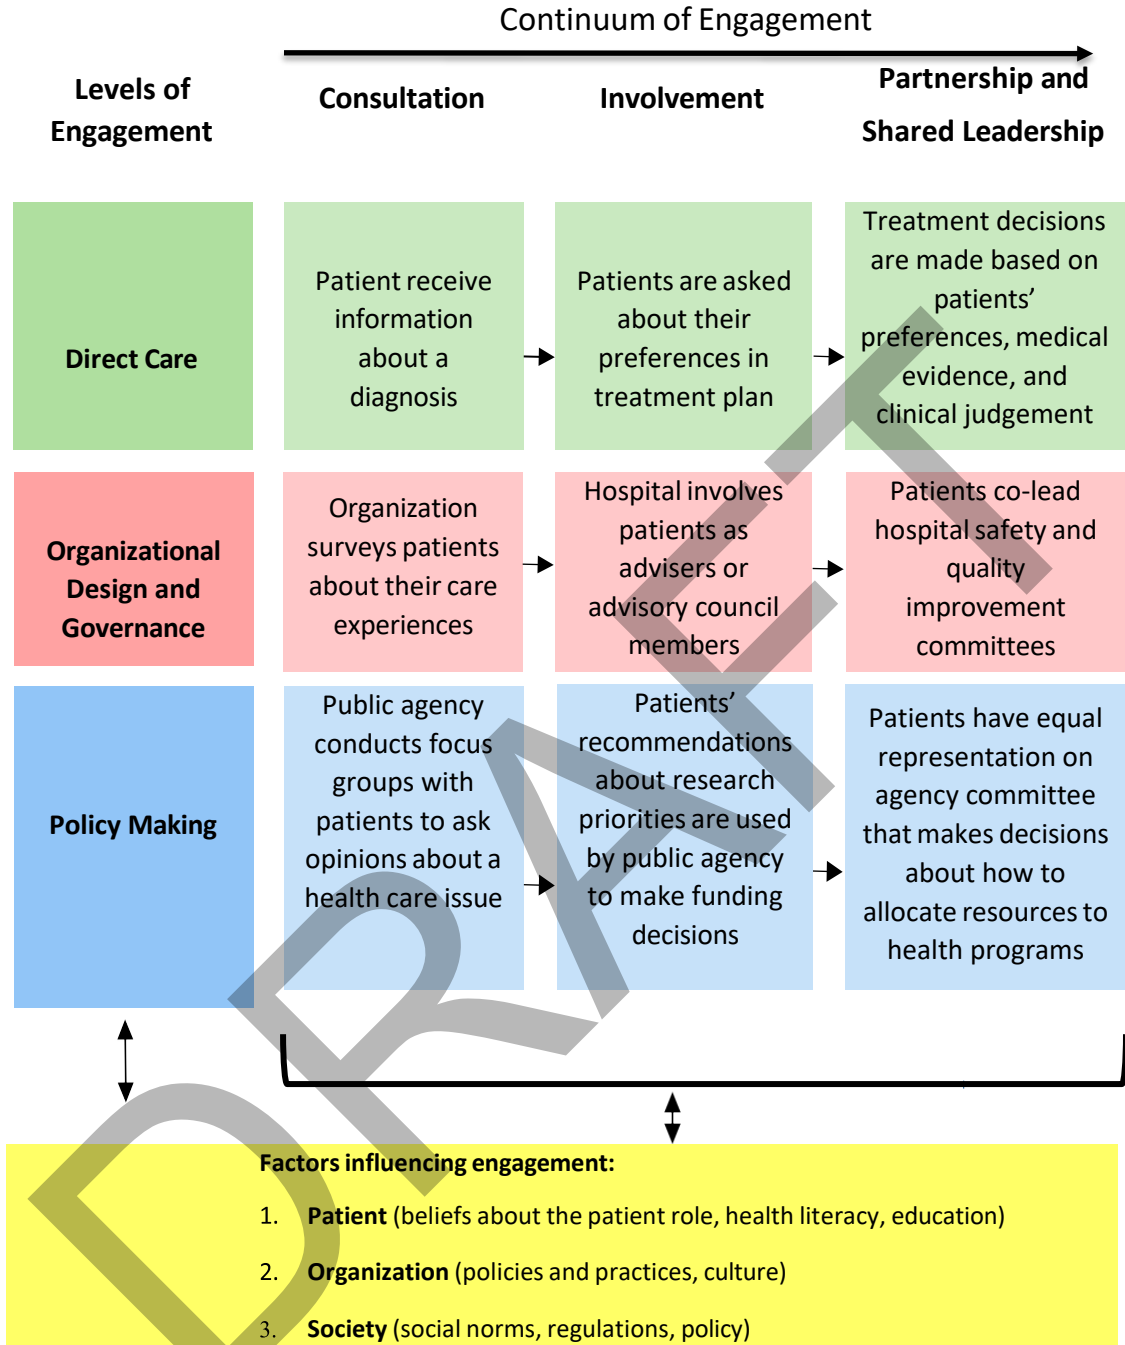 Continuum of Engagement
Levels of
Engagement
Consultation
Involvement
Partnership and
Shared Leadership
Direct Care
Patient receive
information
about a
diagnosis
Patients are asked
about their
preferences in
treatment plan
Treatment decisions
are made based on
patients’
preferences, medical
evidence, and
clinical judgement
Organizational
Design and
Governance
Organization
surveys patients
about their care
experiences
Hospital involves
patients as
advisers or
advisory council
members
Patients co-lead
hospital safety and
quality
improvement
committees
Policy Making
Public agency
conducts focus
groups with
patients to ask
opinions about a
health care issue
Patients’
recommendations
about research
priorities are used
by public agency
to make funding
decisions
Patients have equal
representation on
agency committee
that makes decisions
about how to
allocate resources to
health programs
Factors influencing engagement:
1. Patient (beliefs about the patient role, health literacy, education)
2. Organization (policies and practices, culture)
3. Society (social norms, regulations, policy)
DRAFT